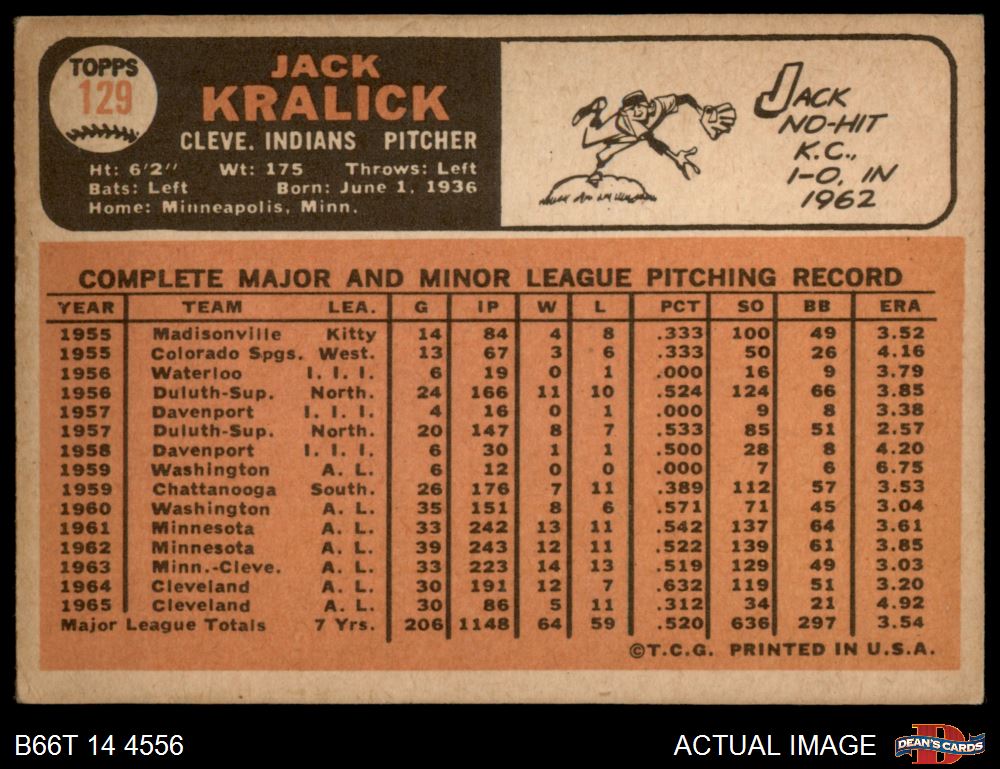 TOPPS
129
JACK
KRALICK
CLEVE. INDIANS PITCHER
Ht: 6'2" Wt: 175 Throws: Left
Bats: Left Born: June 1, 1936
Home: Minneapolis, Minn.
JACK
NO-HIT
K.C.,
1-0, IN
1962
COMPLETE MAJOR AND MINOR LEAGUE PITCHING RECORD
YEAR TEAM LEA. G IP W L PCT SO BB ERA
1955 Madisonville Kitty 14 84 4 8 .333 100 49 3.52
1955 Colorado Spgs. West. 13 67 3 6 .333 50 26 4.16
1956 Waterloo I. I. I. 6 19 0 1 .000 16 9 3.79
1956 Duluth-Sup. North. 24 166 11 10 .524 124 66 3.85
1957 Davenport I. I. I. 4 16 0 1 .000 9 8 3.38
1957 Duluth-Sup. North. 20 147 8 7 .533 85 51 2.57
1958 Davenport I. I. I. 6 30 1 1 .500 28 8 4.20
1959 Washington A. L. 6 12 0 0 .000 7 6 6.75
1959 Chattanooga South. 26 176 7 11 .389 112 57 3.53
1960 Washington A. L. 35 151 8 6 .571 71 45 3.04
1961 Minnesota A. L. 33 242 13 11 .542 137 64 3.61
1962 Minnesota A. L. 39 243 12 11 .522 139 61 3.85
1963 Minn.-Cleve. A. L. 33 223 14 13 .519 129 49 3.03
1964 Cleveland A. L. 30 191 12 7 .632 119 51 3.20
1965 Cleveland A. L. 30 86 5 11 .312 34 21 4.92
Major League Totals 7 Yrs. 206 1148 64 59 .520 636 297 3.54
©T.C.G. PRINTED IN U.S.A.
B66T 14 4556
ACTUAL IMAGE
D
DEAN'S CARDS